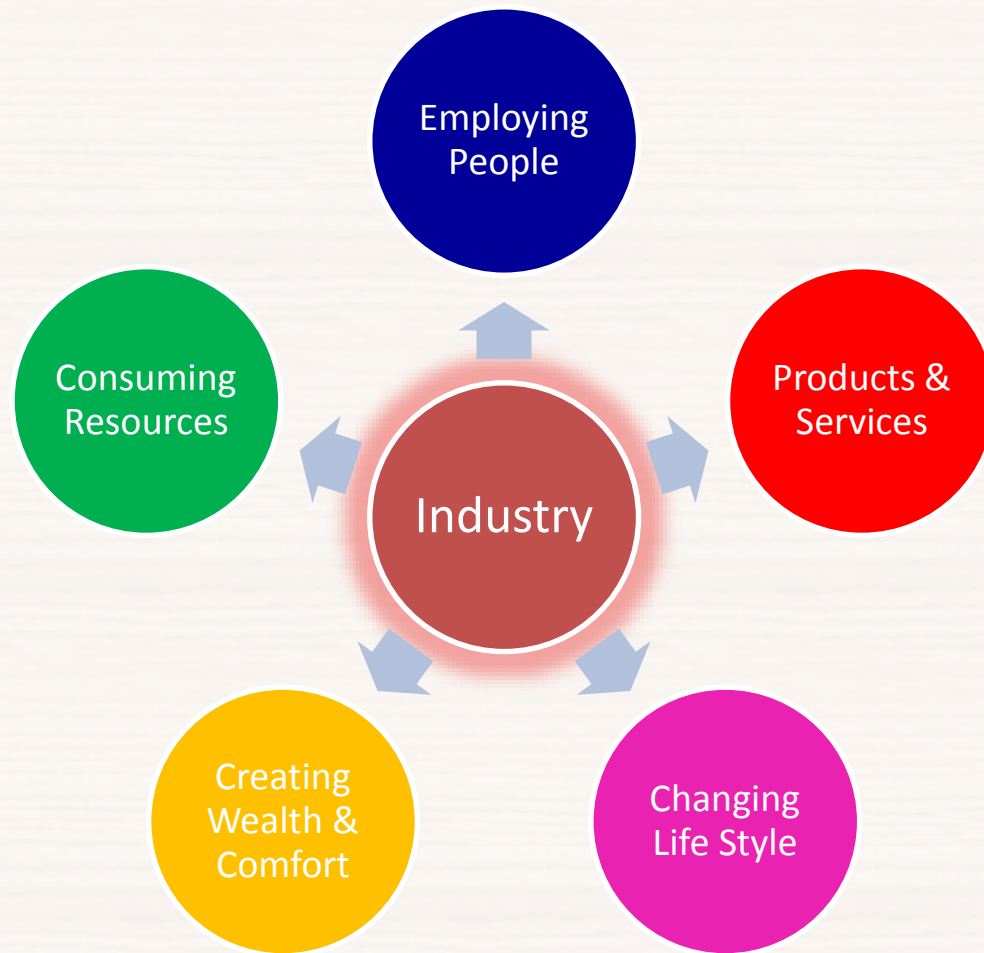 Employing
People
Products &
Services
Changing
Life Style
Creating
Wealth &
Comfort
Consuming
Resources
Industry